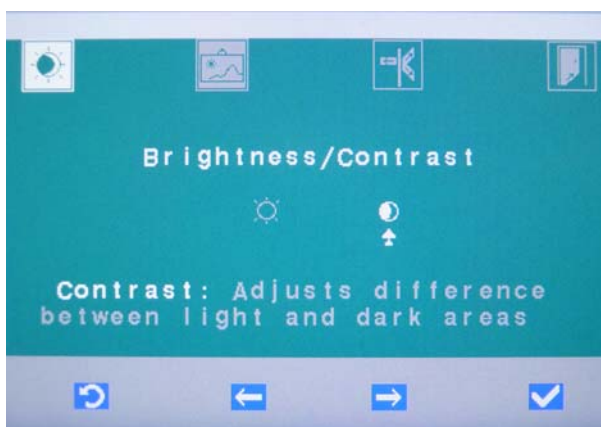 Brightness/Contrast
Contrast: Adjusts difference
between light and dark areas